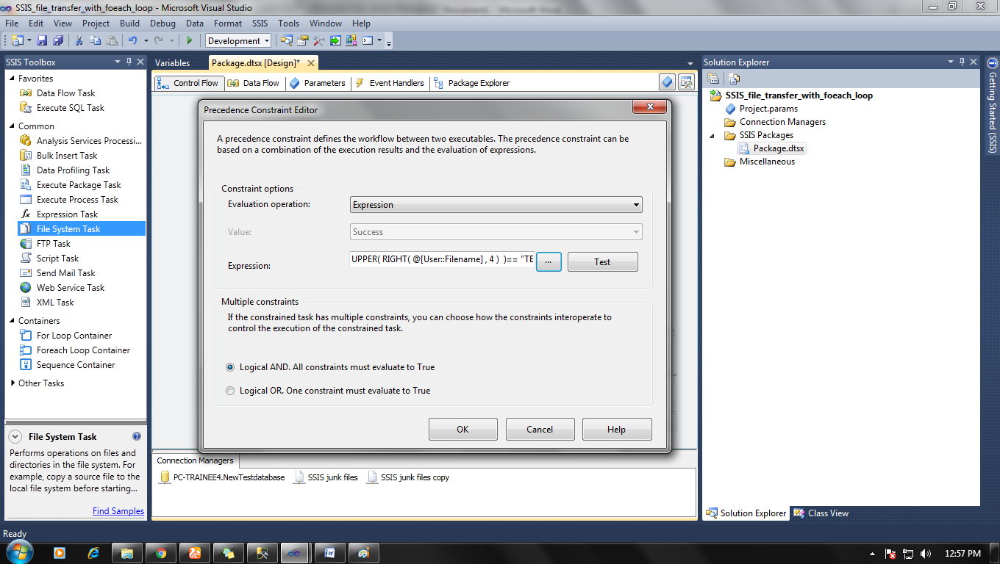 SSIS_file_transfer_with_foeach_loop - Microsoft Visual Studio
File Edit View Project Build Debug Data Format SSIS Tools Window Help
Development
SSIS Toolbox
Favorites
Data Flow Task
Execute SQL Task
Common
Analysis Services Processi...
Bulk Insert Task
Data Profiling Task
Execute Package Task
Execute Process Task
Expression Task
File System Task
FTP Task
Script Task
Send Mail Task
Web Service Task
XML Task
Containers
For Loop Container
Foreach Loop Container
Sequence Container
Other Tasks
File System Task
Performs operations on files and
directories in the file system. For
example, copy a source file to the
local file system before starting...
Find Samples
Variables Package.dtsx [Design]*
Control Flow Data Flow Parameters Event Handlers Package Explorer
Precedence Constraint Editor
A precedence constraint defines the workflow between two executables. The precedence constraint can be
based on a combination of the execution results and the evaluation of expressions.
Constraint options
Evaluation operation: Expression
Value: Success
Expression: UPPER( RIGHT( @[User::Filename] , 4 ) )== "TE ... Test
Multiple constraints
If the constrained task has multiple constraints, you can choose how the constraints interoperate to
control the execution of the constrained task.
Logical AND. All constraints must evaluate to True
Logical OR. One constraint must evaluate to True
OK Cancel Help
Connection Managers
PC-TRAINEE4.NewTestdatabase SSIS junk files SSIS junk files copy
Solution Explorer
SSIS_file_transfer_with_foeach_loop
Project.params
Connection Managers
SSIS Packages
Package.dtsx
Miscellaneous
Solution Explorer Class View
Getting Started (SSIS)
Ready
12:57 PM